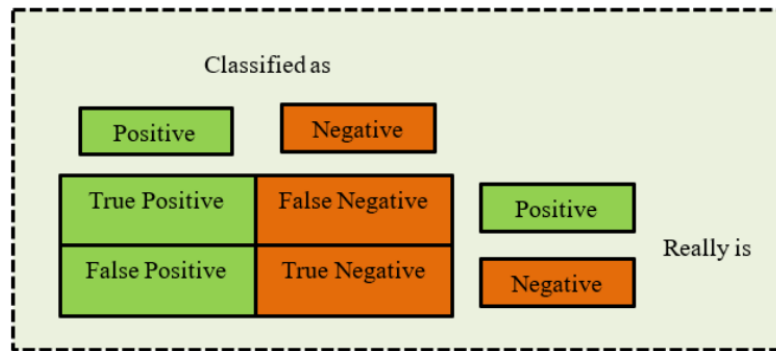 Classified as
Positive
Negative
True Positive
False Negative
Positive
False Positive
True Negative
Negative
Really is